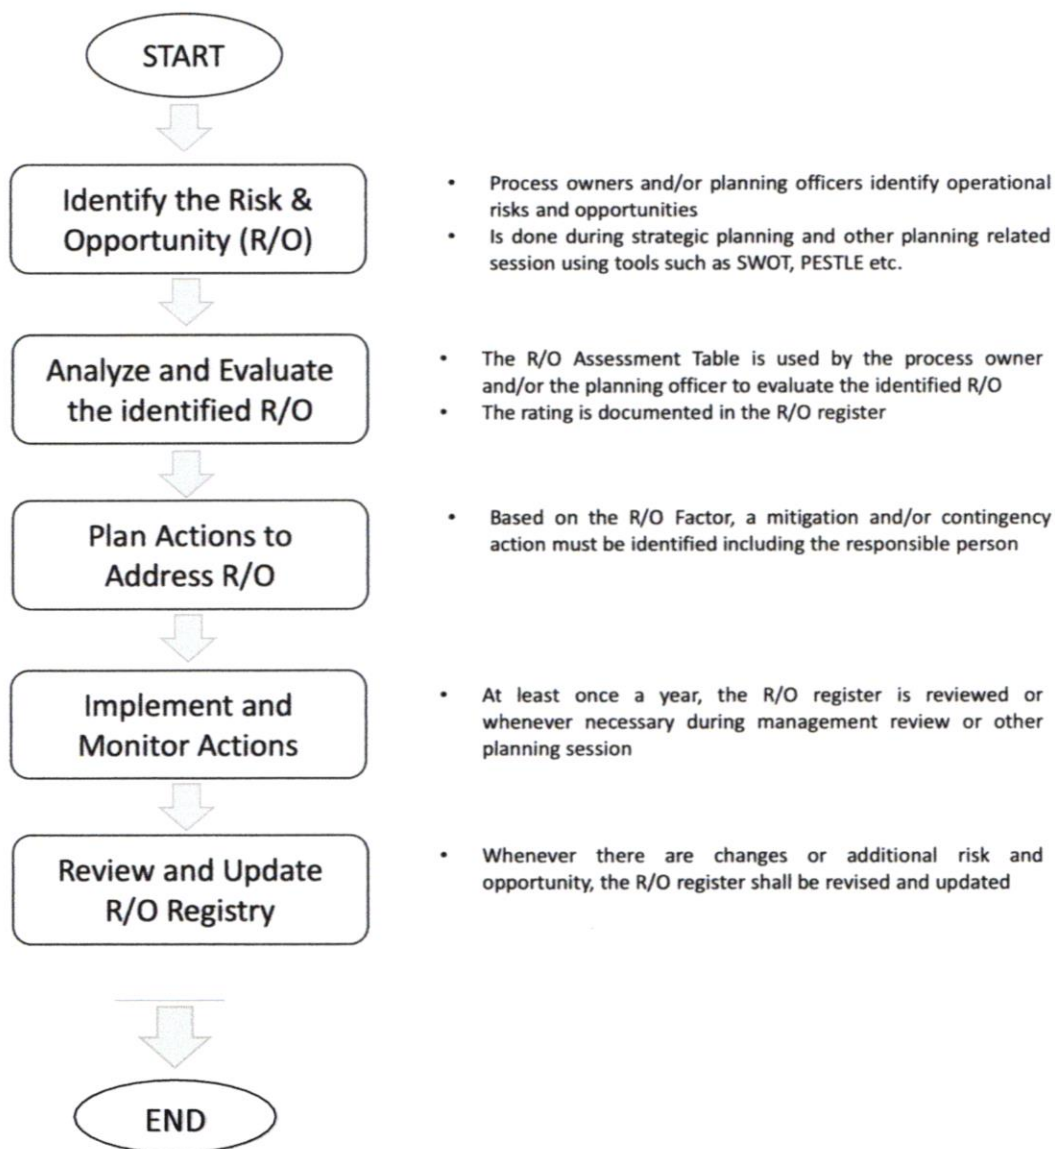 START
Identify the Risk &
Opportunity (R/O)
• Process owners and/or planning officers identify operational
risks and opportunities
• Is done during strategic planning and other planning related
session using tools such as SWOT, PESTLE etc.
Analyze and Evaluate
the identified R/O
• The R/O Assessment Table is used by the process owner
and/or the planning officer to evaluate the identified R/O
• The rating is documented in the R/O register
Plan Actions to
Address R/O
• Based on the R/O Factor, a mitigation and/or contingency
action must be identified including the responsible person
Implement and
Monitor Actions
• At least once a year, the R/O register is reviewed or
whenever necessary during management review or other
planning session
Review and Update
R/O Registry
• Whenever there are changes or additional risk and
opportunity, the R/O register shall be revised and updated
END